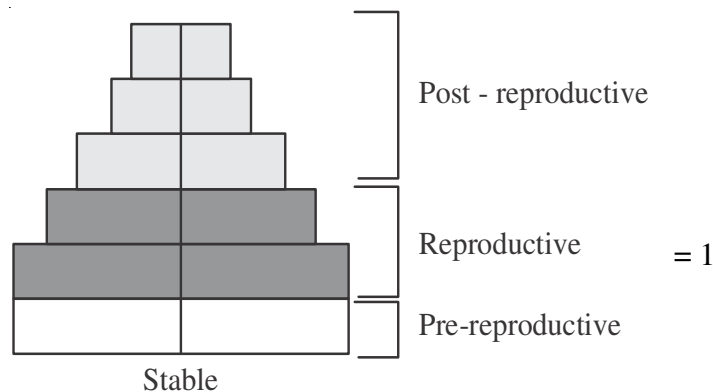 Post - reproductive
Reproductive
= 1
Pre-reproductive
Stable